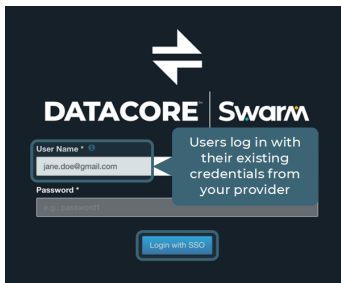 DATACORE™ Swarm
User Name *
jane.doe@gmail.com
Users log in with
their existing
credentials from
your provider
Password *
e.g., password1
Login with SSO